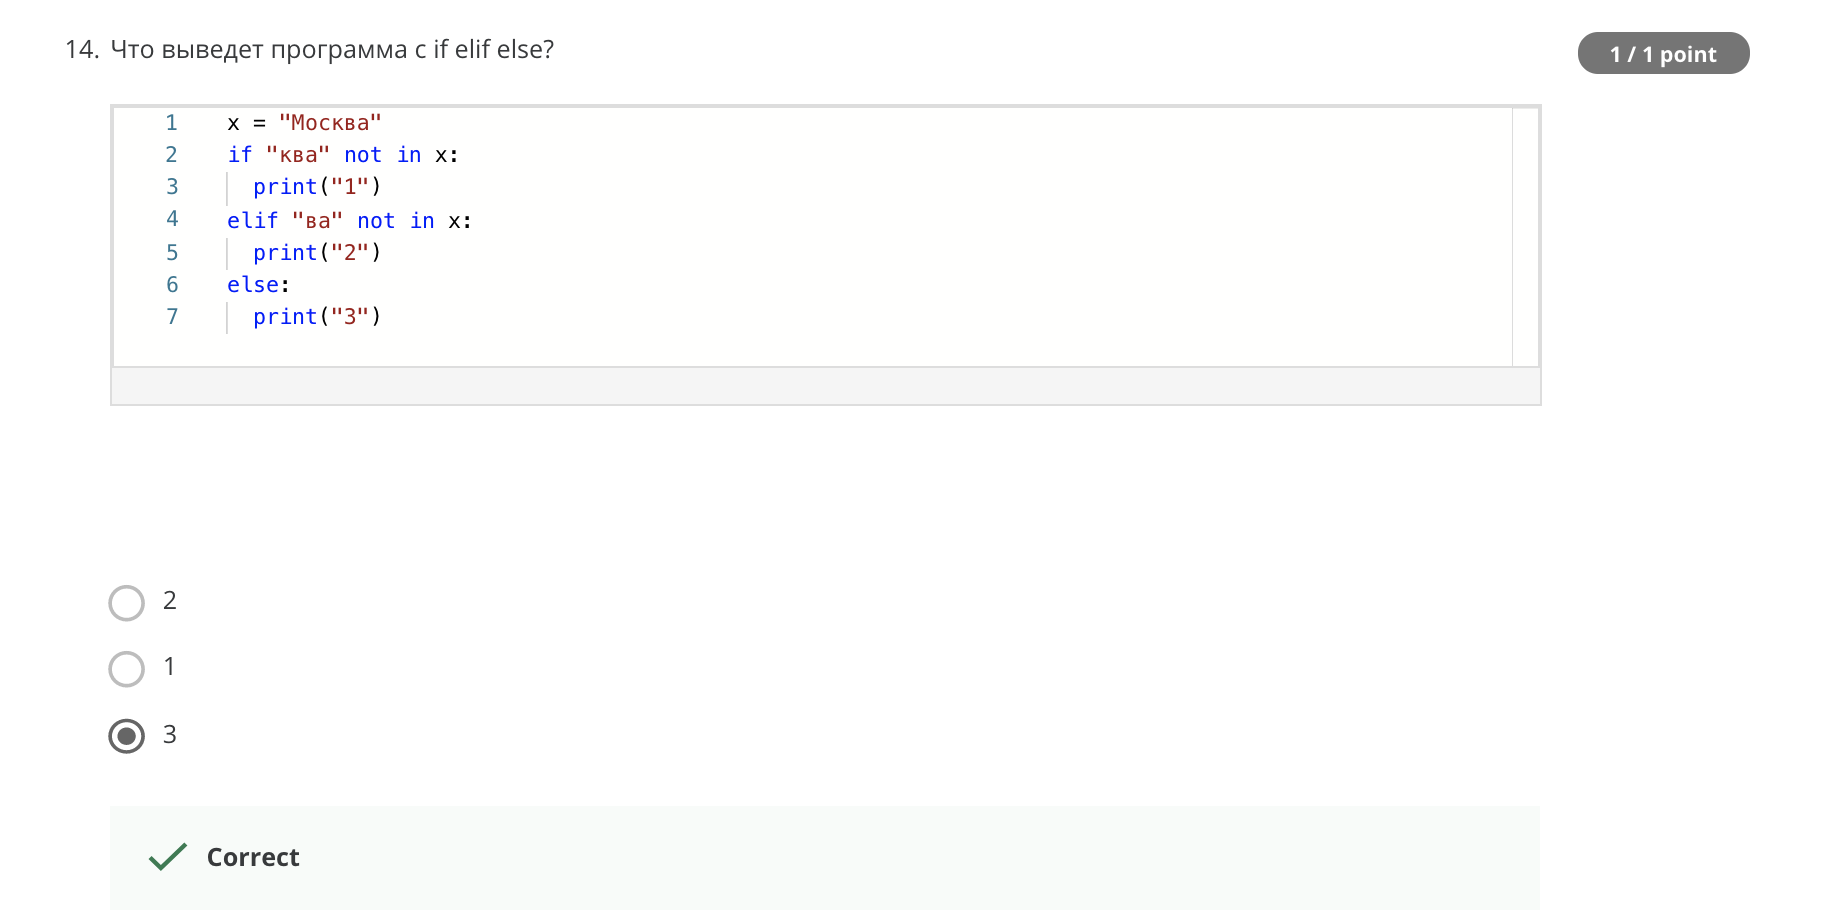 14. Что выведет программа с if elif else?
1 / 1 point
1 x = "Москва"
2 if "ква" not in x:
3 print("1")
4 elif "ва" not in x:
5 print("2")
6 else:
7 print("3")
2
1
3
Correct